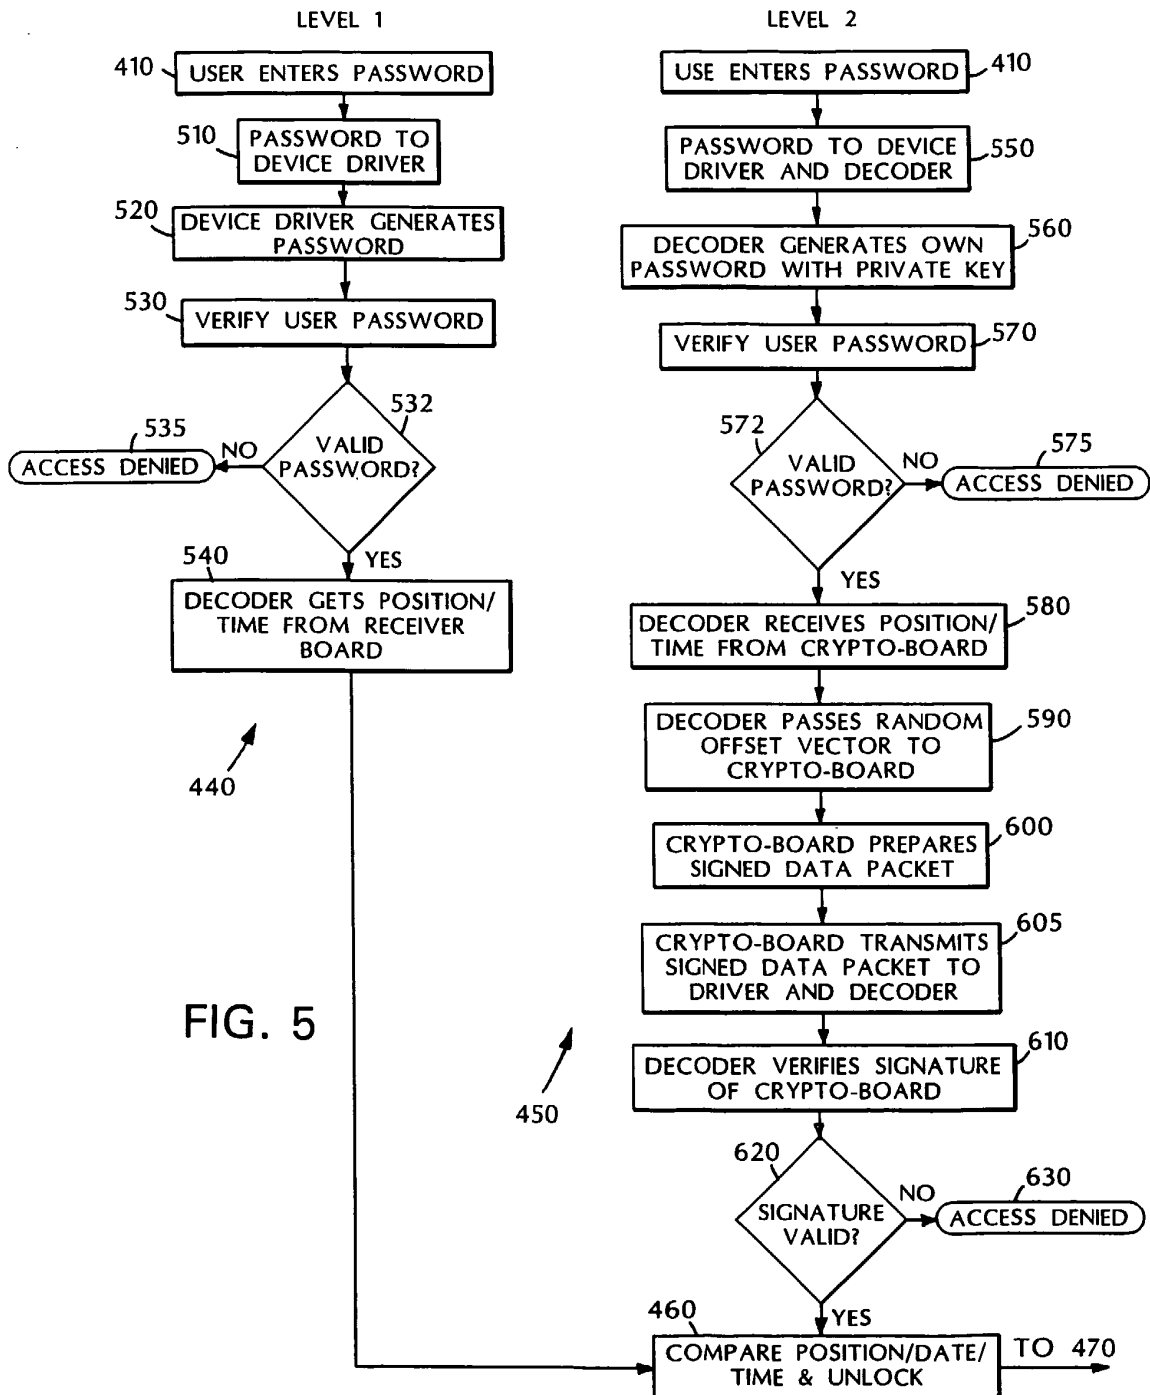 LEVEL 1
410
USER ENTERS PASSWORD
510
PASSWORD TO
DEVICE DRIVER
520
DEVICE DRIVER GENERATES
PASSWORD
530
VERIFY USER PASSWORD
532
VALID
PASSWORD?
NO
535
ACCESS DENIED
YES
540
DECODER GETS POSITION/
TIME FROM RECEIVER
BOARD
440
FIG. 5
LEVEL 2
USE ENTERS PASSWORD
410
PASSWORD TO DEVICE
DRIVER AND DECODER
550
DECODER GENERATES OWN
PASSWORD WITH PRIVATE KEY
560
VERIFY USER PASSWORD
570
572
VALID
PASSWORD?
NO
575
ACCESS DENIED
YES
DECODER RECEIVES POSITION/
TIME FROM CRYPTO-BOARD
580
DECODER PASSES RANDOM
OFFSET VECTOR TO
CRYPTO-BOARD
590
CRYPTO-BOARD PREPARES
SIGNED DATA PACKET
600
CRYPTO-BOARD TRANSMITS
SIGNED DATA PACKET TO
DRIVER AND DECODER
605
DECODER VERIFIES SIGNATURE
OF CRYPTO-BOARD
610
450
620
SIGNATURE
VALID?
NO
630
ACCESS DENIED
YES
460
COMPARE POSITION/DATE/
TIME & UNLOCK
TO 470